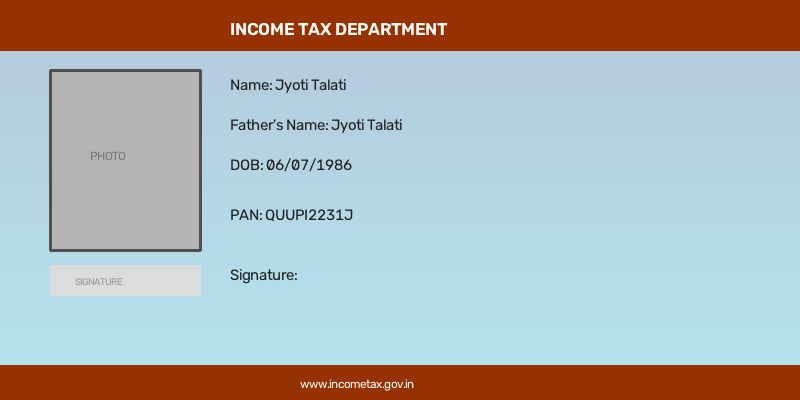 INCOME TAX DEPARTMENT
Name: Jyoti Talati
Father's Name: Jyoti Talati
DOB: 06/07/1986
PHOTO
PAN: QUUPI2231J
Signature:
SIGNATURE
www.incometax.gov.in